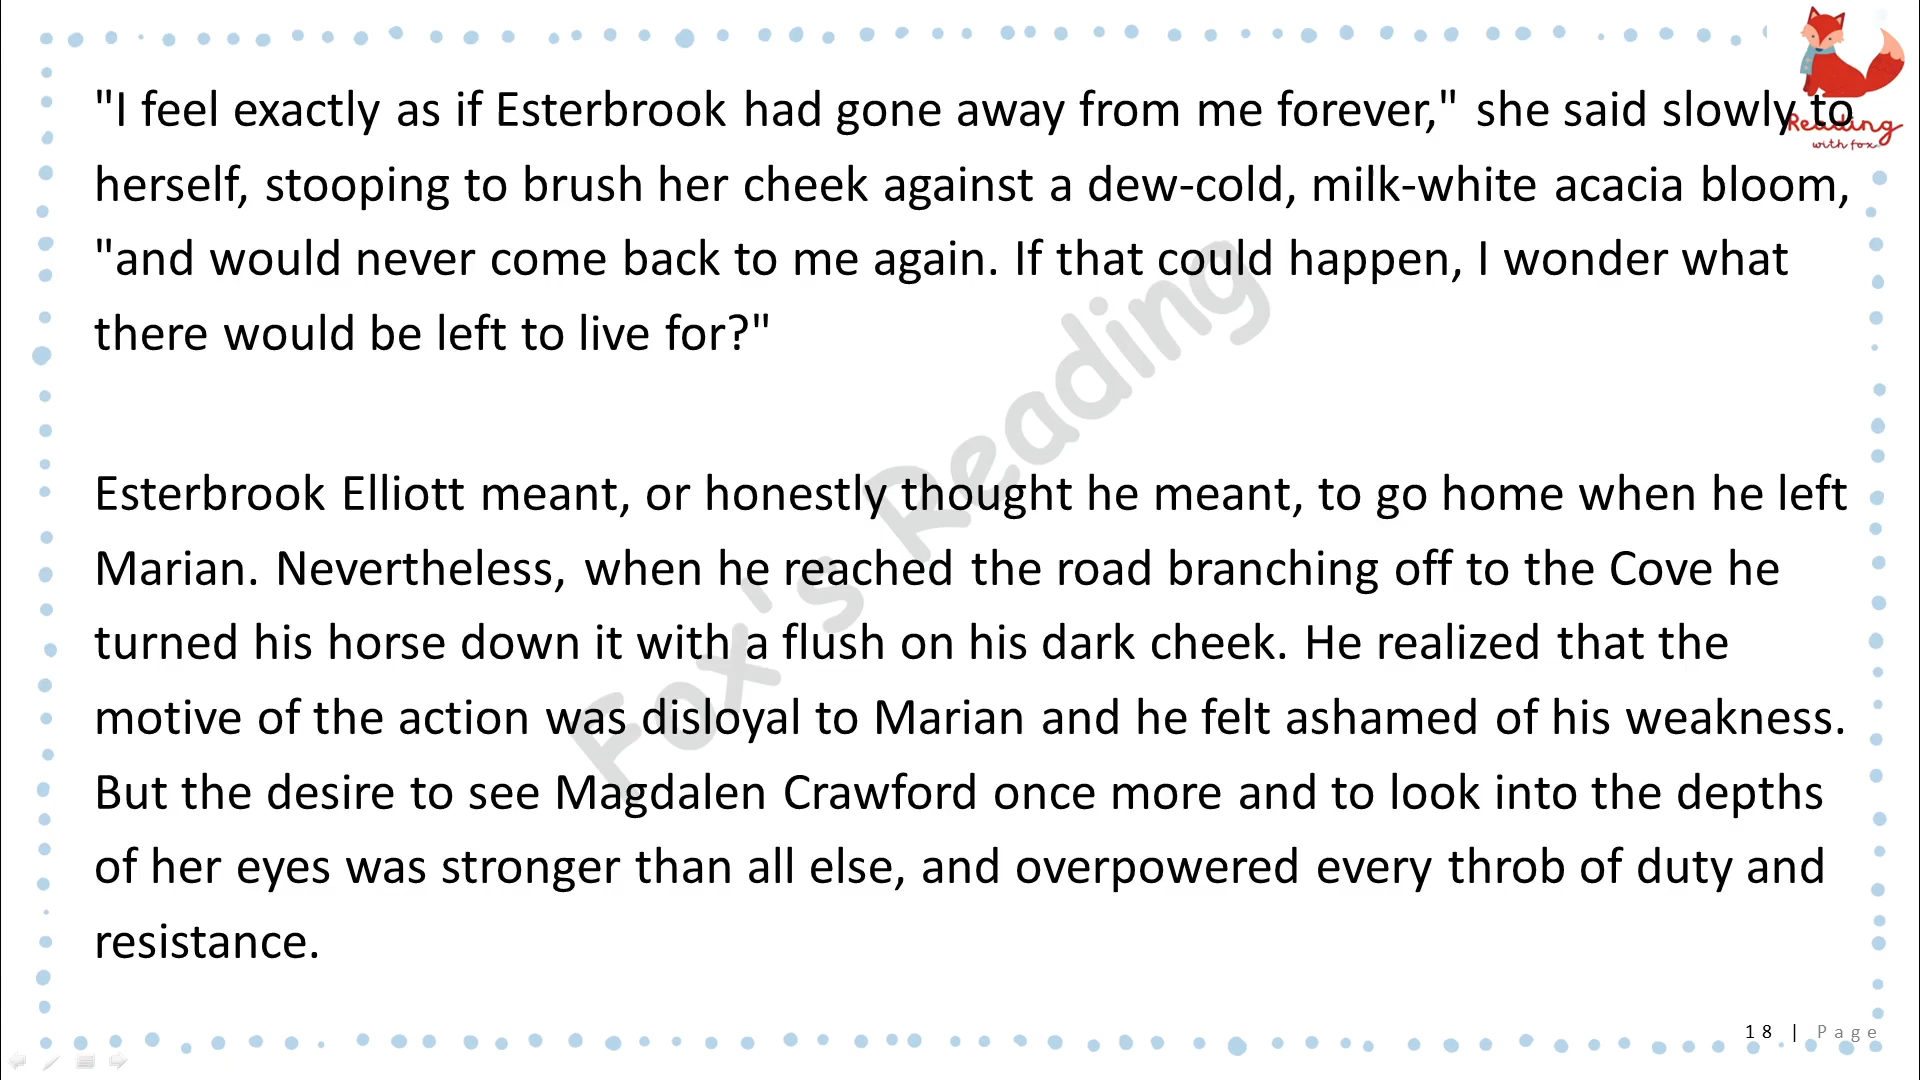 "I feel exactly as if Esterbrook had gone away from me forever," she said slowly to
herself, stooping to brush her cheek against a dew-cold, milk-white acacia bloom,
"and would never come back to me again. If that could happen, I wonder what
there would be left to live for?"
Esterbrook Elliott meant, or honestly thought he meant, to go home when he left
Marian. Nevertheless, when he reached the road branching off to the Cove he
turned his horse down it with a flush on his dark cheek. He realized that the
motive of the action was disloyal to Marian and he felt ashamed of his weakness.
But the desire to see Magdalen Crawford once more and to look into the depths
of her eyes was stronger than all else, and overpowered every throb of duty and
resistance.
Reading
with fox
Fox's Reading
18 | Page